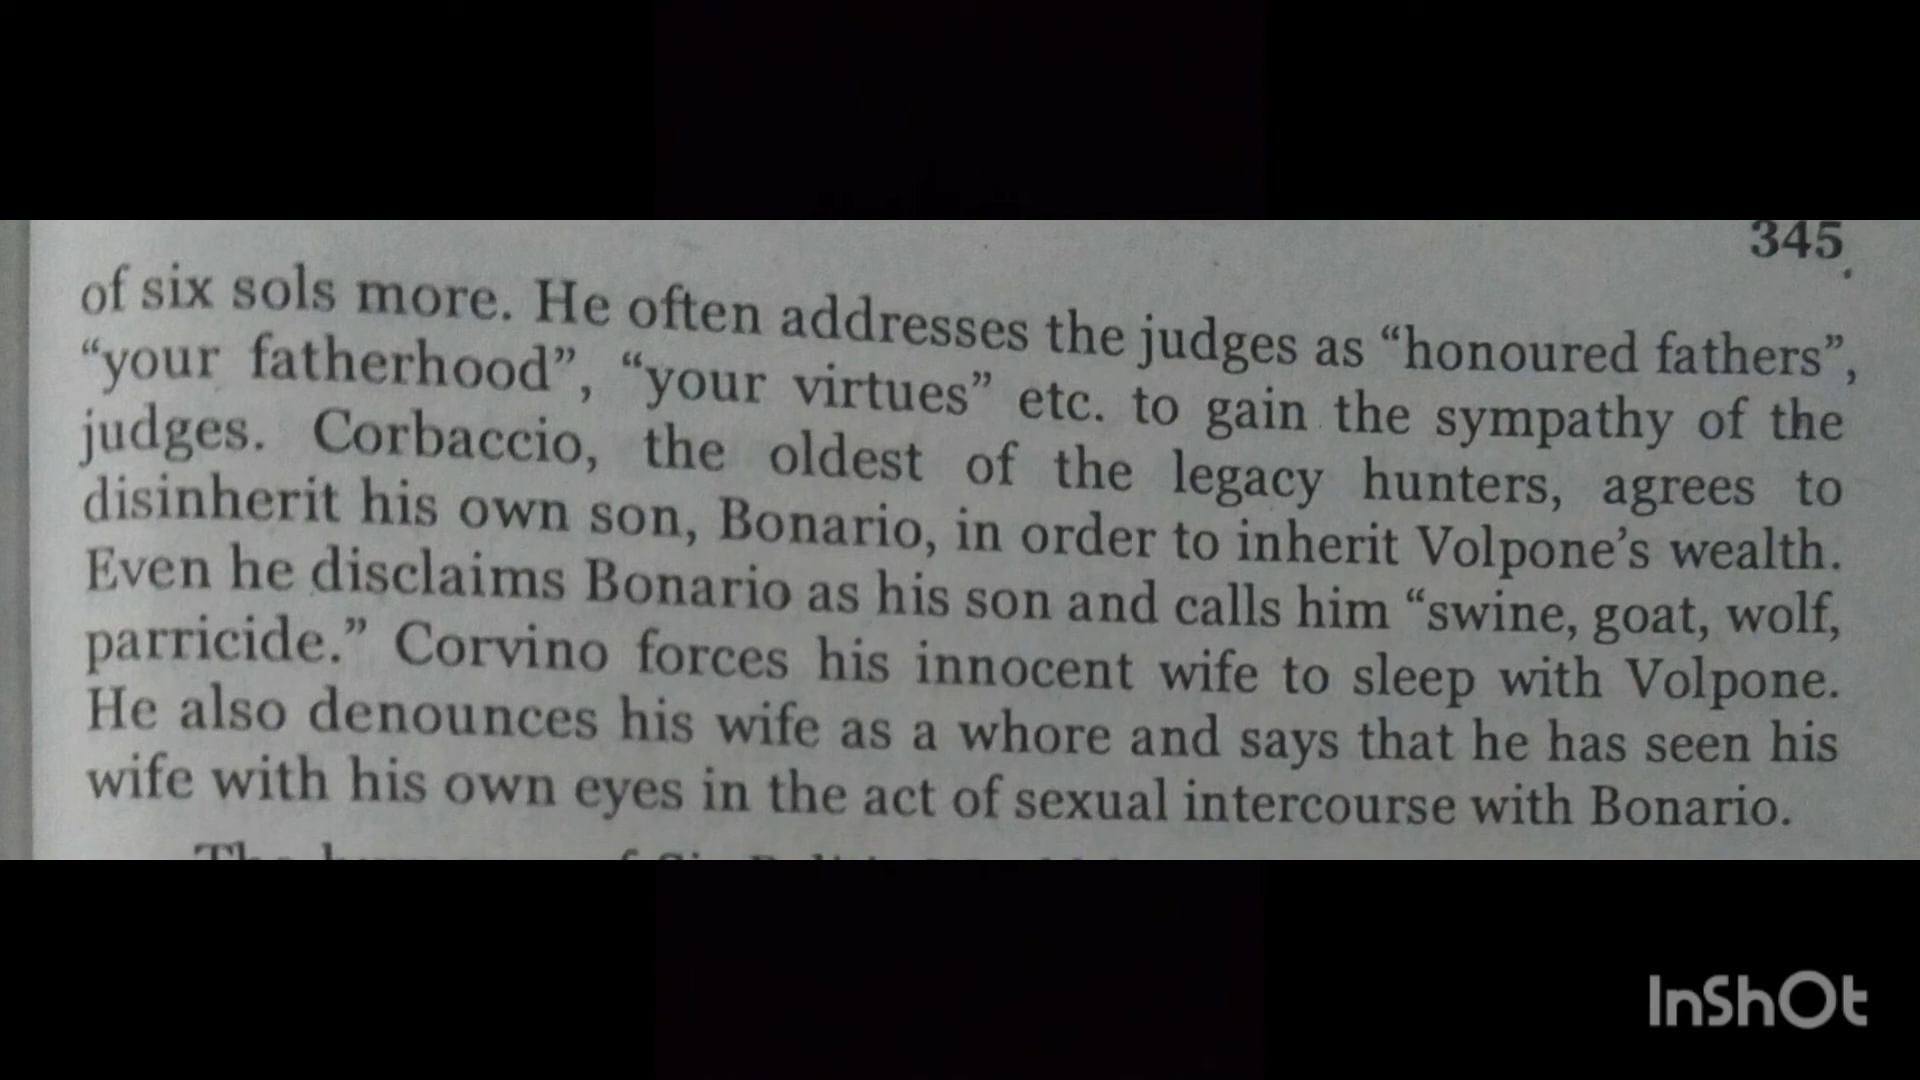 345
of six sols more. He often addresses the judges as “honoured fathers”,
“your fatherhood”, “your virtues” etc. to gain the sympathy of the
judges. Corbaccio, the oldest of the legacy hunters, agrees to
disinherit his own son, Bonario, in order to inherit Volpone’s wealth.
Even he disclaims Bonario as his son and calls him “swine, goat, wolf,
parricide.” Corvino forces his innocent wife to sleep with Volpone.
He also denounces his wife as a whore and says that he has seen his
wife with his own eyes in the act of sexual intercourse with Bonario.
InShOt